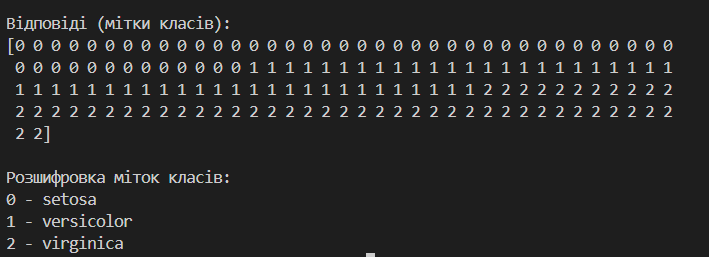 Відповіді (мітки класів):
[0 0 0 0 0 0 0 0 0 0 0 0 0 0 0 0 0 0 0 0 0 0 0 0 0 0 0 0 0 0 0 0 0 0 0 0 0
0 0 0 0 0 0 0 0 0 0 0 0 0 1 1 1 1 1 1 1 1 1 1 1 1 1 1 1 1 1 1 1 1 1 1 1 1
1 1 1 1 1 1 1 1 1 1 1 1 1 1 1 1 1 1 1 1 1 1 1 1 1 1 2 2 2 2 2 2 2 2 2 2 2
2 2 2 2 2 2 2 2 2 2 2 2 2 2 2 2 2 2 2 2 2 2 2 2 2 2 2 2 2 2 2 2 2 2 2 2 2
2 2]
Розшифровка міток класів:
0 - setosa
1 - versicolor
2 - virginica